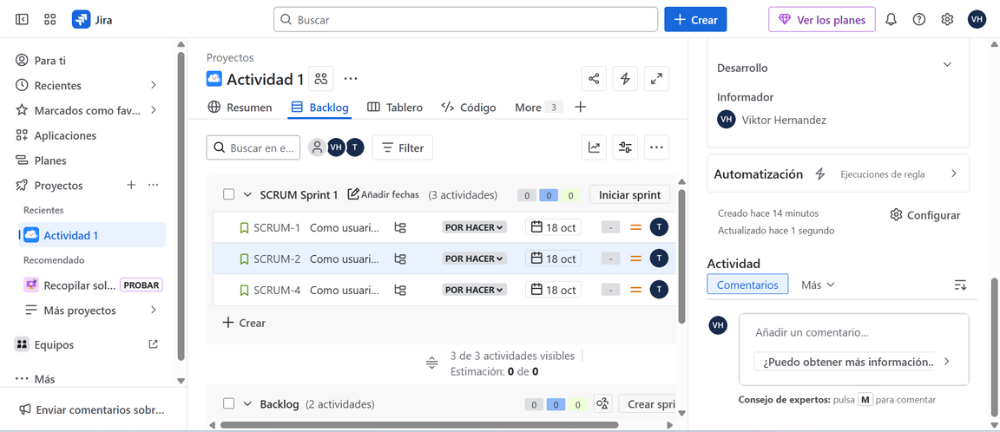 Jira
Buscar
Crear
Ver los planes
VH
Para ti
Recientes
Marcados como fav...
Aplicaciones
Planes
Proyectos
Recientes
Actividad 1
Recomendado
Recopilar sol... PROBAR
Más proyectos
Equipos
Más
Enviar comentarios sobr...
Proyectos
Actividad 1
Resumen
Backlog
Tablero
Código
More 3
Buscar en e...
VH T
Filter
SCRUM Sprint 1 Añadir fechas (3 actividades) 0 0 0 Iniciar sprint
SCRUM-1 Como usuari... POR HACER 18 oct - T
SCRUM-2 Como usuari... POR HACER 18 oct - T
SCRUM-4 Como usuari... POR HACER 18 oct - T
Crear
3 de 3 actividades visibles
Estimación: 0 de 0
Backlog (2 actividades) 0 0 0 Crear spri
Desarrollo
Informador
VH Viktor Hernandez
Automatización Ejecuciones de regla
Creado hace 14 minutos
Configurar
Actualizado hace 1 segundo
Actividad
Comentarios Más
VH
Añadir un comentario...
¿Puedo obtener más información..
Consejo de expertos: pulsa M para comentar